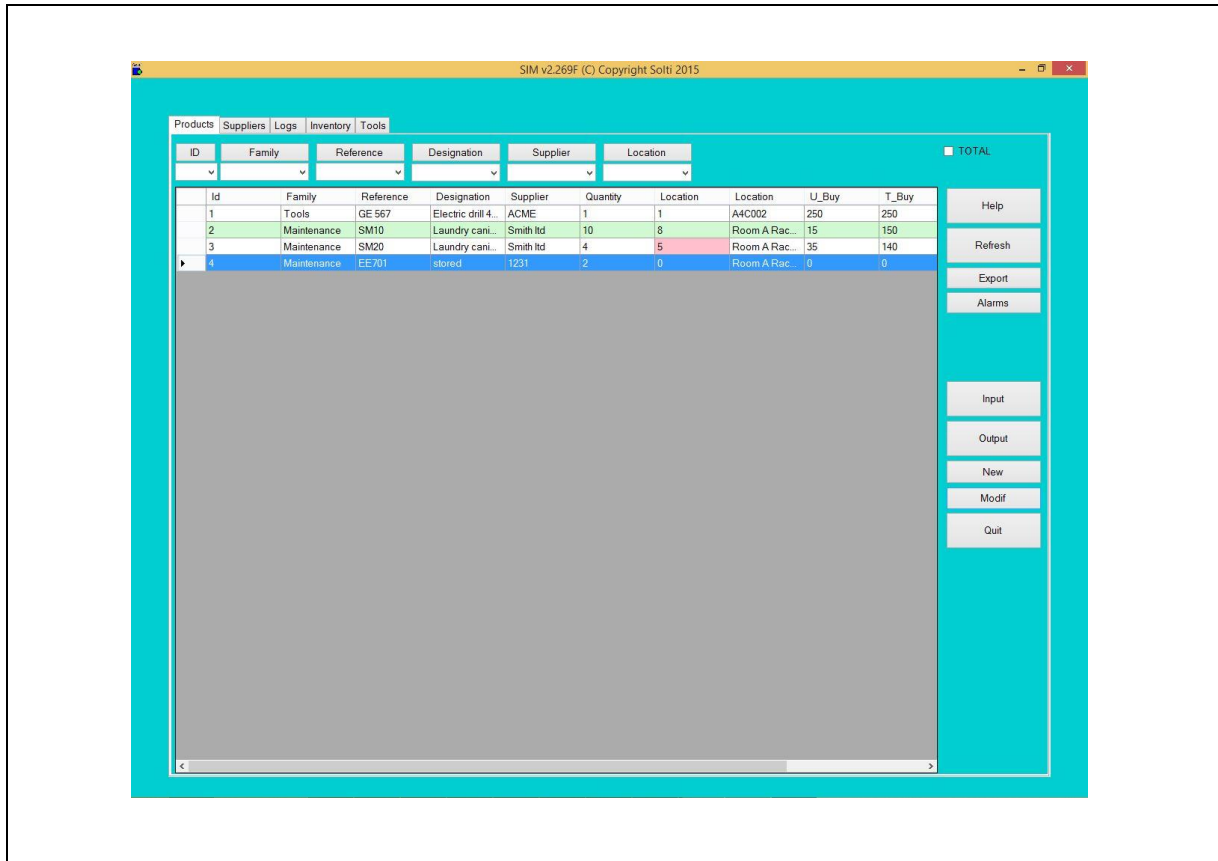 SIM v2.269F (C) Copyright Solti 2015
Products Suppliers Logs Inventory Tools
ID Family Reference Designation Supplier Location
TOTAL
Id Family Reference Designation Supplier Quantity Location Location U_Buy T_Buy
1 Tools GE 567 Electric drill 4... ACME 1 1 A4C002 250 250
2 Maintenance SM10 Laundry cani... Smith ltd 10 8 Room A Rac... 15 150
3 Maintenance SM20 Laundry cani... Smith ltd 4 5 Room A Rac... 35 140
4 Maintenance EE701 stored 1231 2 0 Room A Rac... 0 0
Help
Refresh
Export
Alarms
Input
Output
New
Modif
Quit